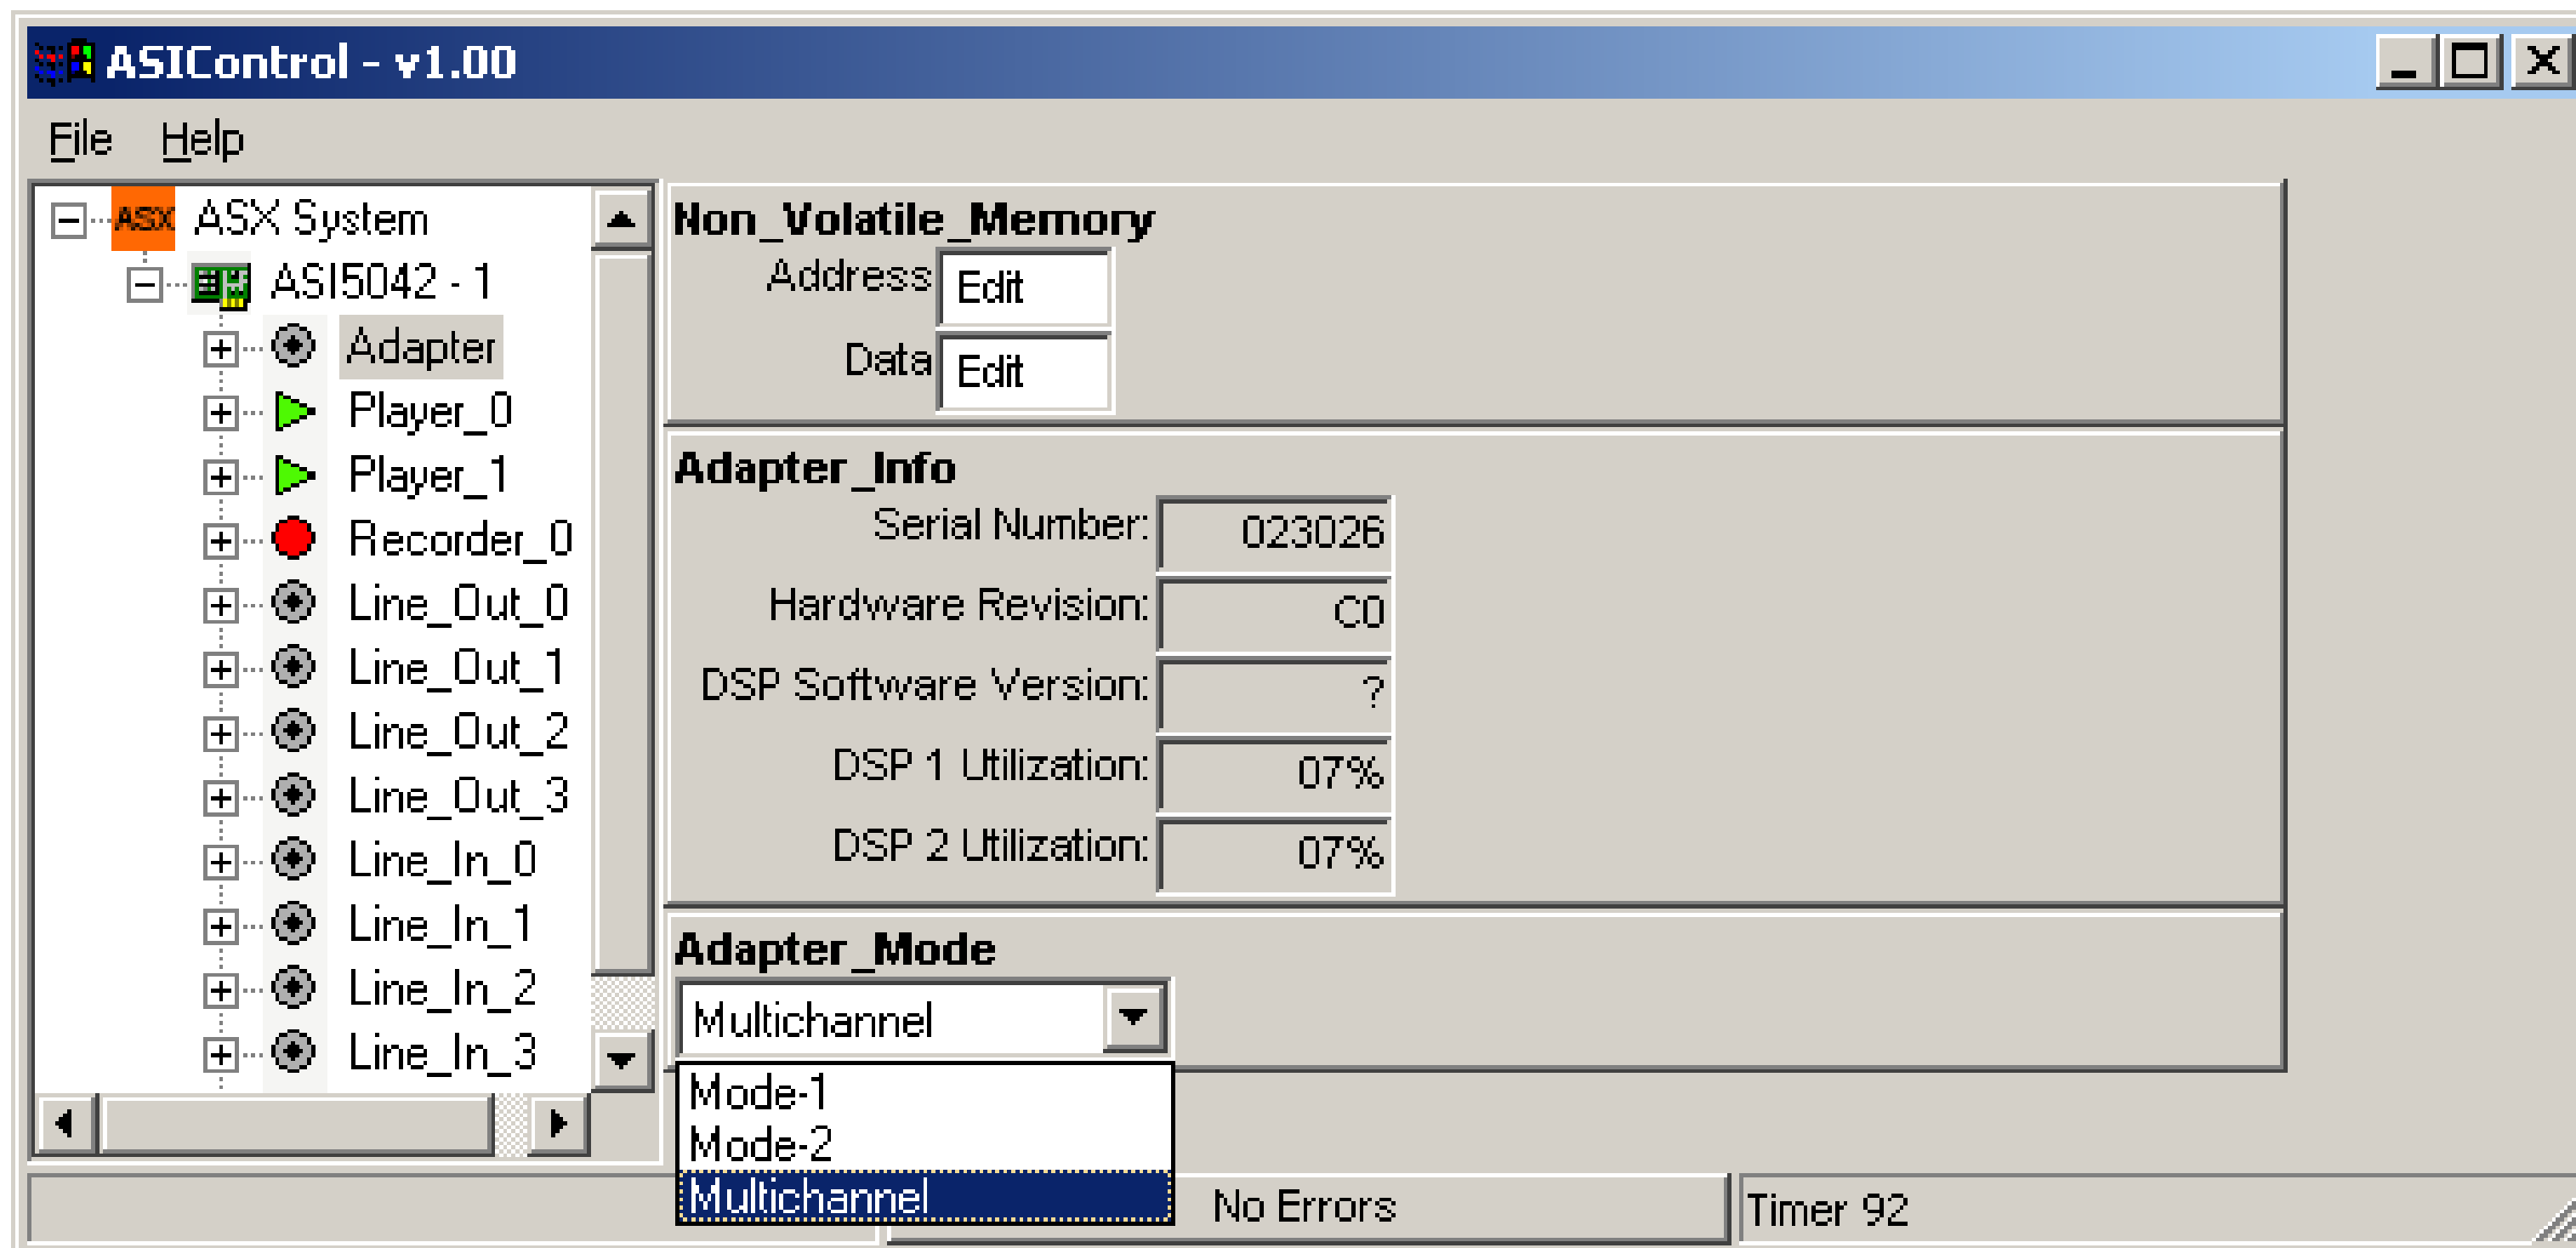 ASIControl - v1.00
File Help
ASX ASX System
ASI5042 - 1
Adapter
Player_0
Player_1
Recorder_0
Line_Out_0
Line_Out_1
Line_Out_2
Line_Out_3
Line_In_0
Line_In_1
Line_In_2
Line_In_3
Non_Volatile_Memory
Address Edit
Data Edit
Adapter_Info
Serial Number: 023026
Hardware Revision: C0
DSP Software Version: ?
DSP 1 Utilization: 07%
DSP 2 Utilization: 07%
Adapter_Mode
Multichannel
Mode-1
Mode-2
Multichannel
No Errors
Timer 92